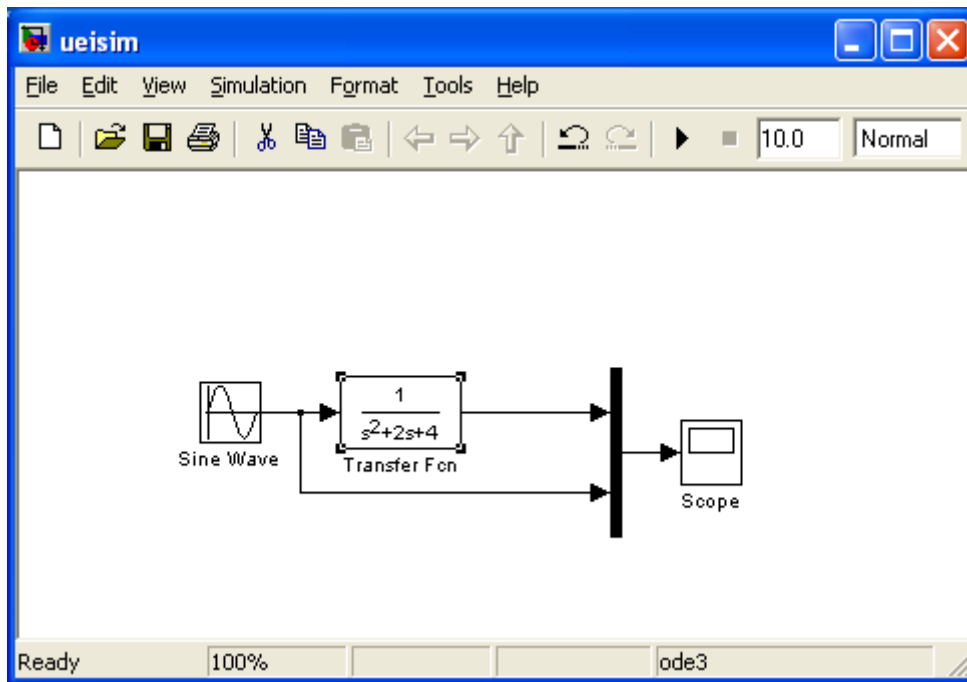 ueisim
File Edit View Simulation Format Tools Help
10.0 Normal
1
s²+2s+4
Sine Wave
Transfer Fcn
Scope
Ready 100% ode3